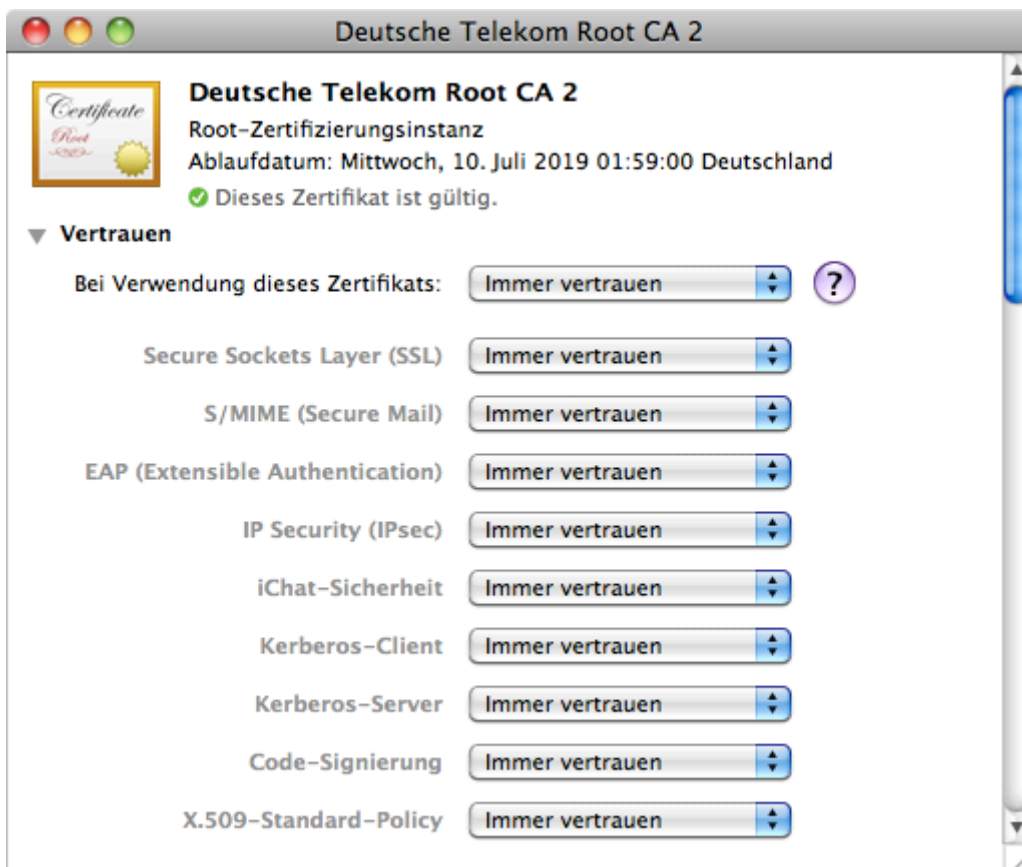 Deutsche Telekom Root CA 2
Certificate
Root
Deutsche Telekom Root CA 2
Root-Zertifizierungsinstanz
Ablaufdatum: Mittwoch, 10. Juli 2019 01:59:00 Deutschland
Dieses Zertifikat ist gültig.
Vertrauen
Bei Verwendung dieses Zertifikats: Immer vertrauen ?
Secure Sockets Layer (SSL) Immer vertrauen
S/MIME (Secure Mail) Immer vertrauen
EAP (Extensible Authentication) Immer vertrauen
IP Security (IPsec) Immer vertrauen
iChat-Sicherheit Immer vertrauen
Kerberos-Client Immer vertrauen
Kerberos-Server Immer vertrauen
Code-Signierung Immer vertrauen
X.509-Standard-Policy Immer vertrauen